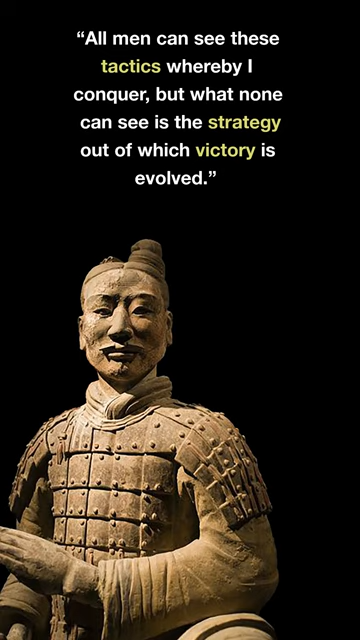 “All men can see these
tactics whereby I
conquer, but what none
can see is the strategy
out of which victory is
evolved.”